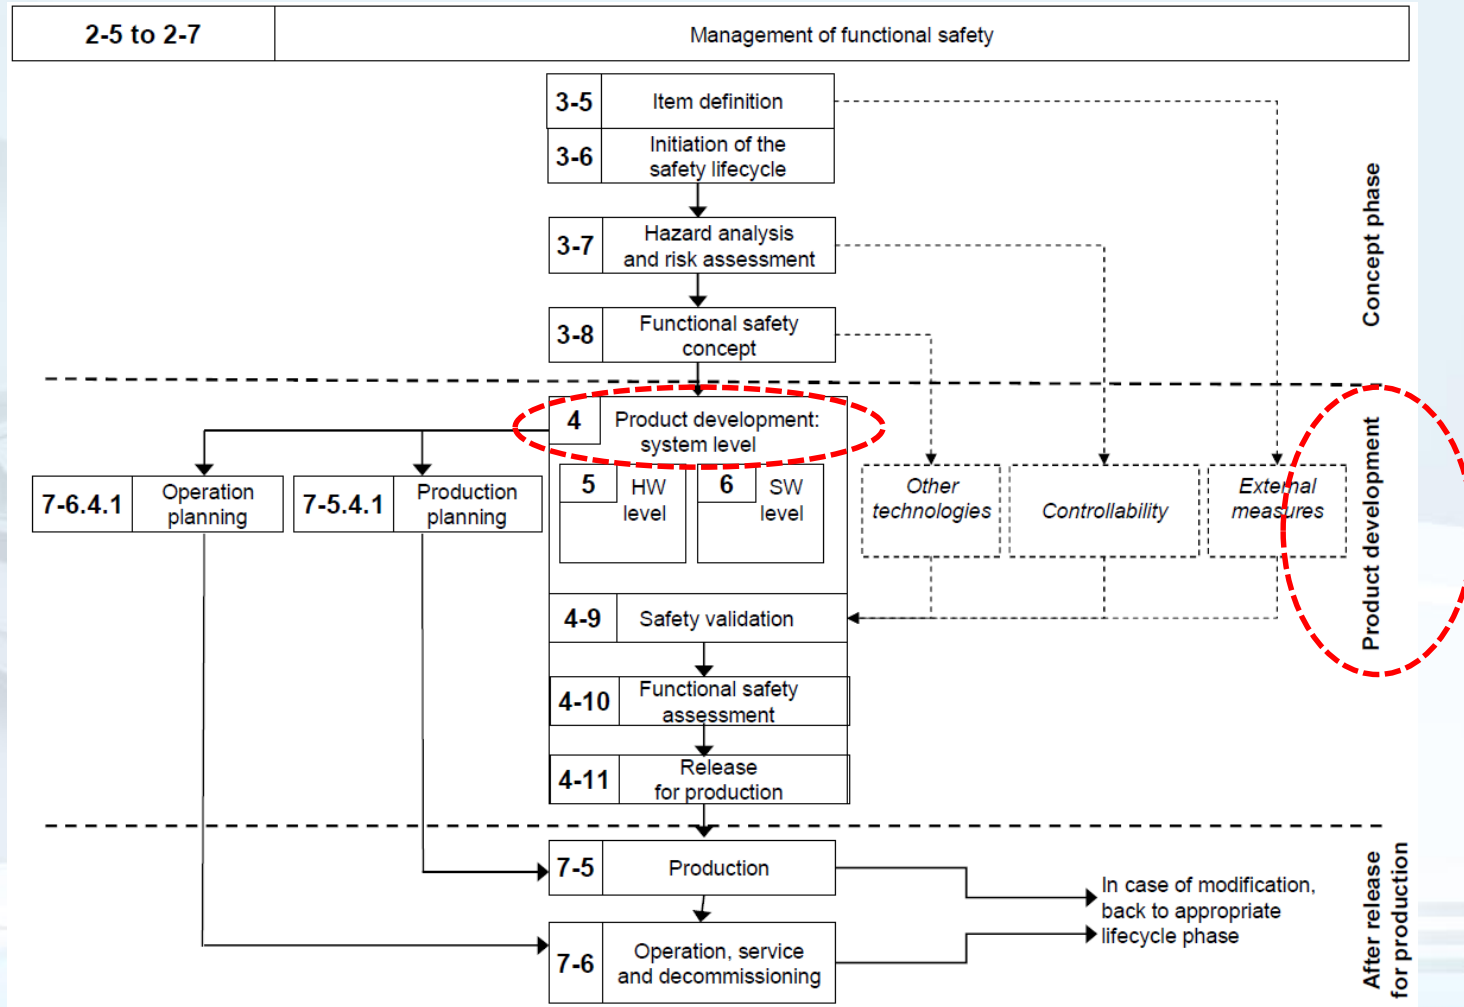 2-5 to 2-7
Management of functional safety
3-5
Item definition
3-6
Initiation of the
safety lifecycle
3-7
Hazard analysis
and risk assessment
3-8
Functional safety
concept
Concept phase
4
Product development:
system level
5
HW
level
6
SW
level
7-6.4.1
Operation
planning
7-5.4.1
Production
planning
Other
technologies
Controllability
External
measures
Product development
4-9
Safety validation
4-10
Functional safety
assessment
4-11
Release
for production
7-5
Production
7-6
Operation, service
and decommissioning
In case of modification,
back to appropriate
lifecycle phase
After release
for production